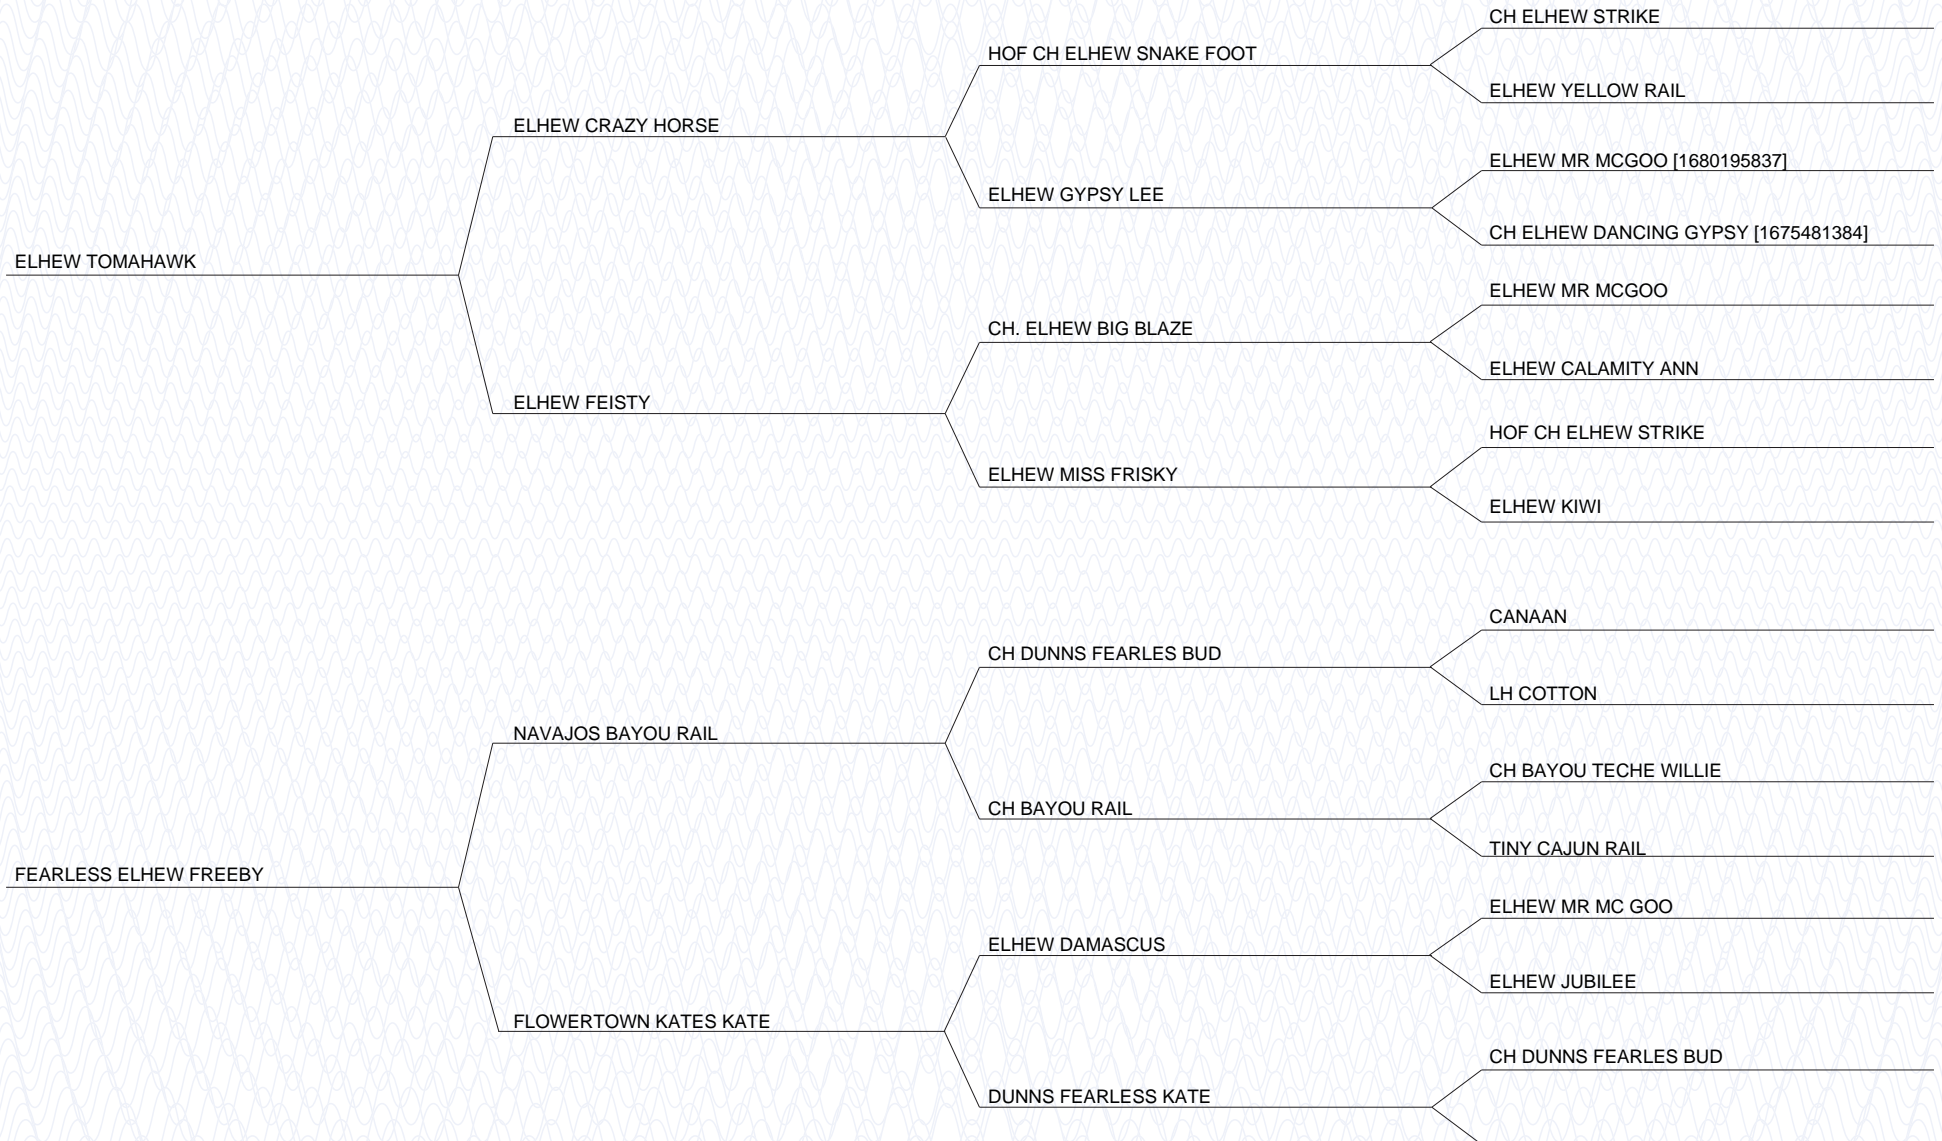 CH ELHEW STRIKE
HOF CH ELHEW SNAKE FOOT
ELHEW YELLOW RAIL
ELHEW CRAZY HORSE
ELHEW MR MCGOO [1680195837]
ELHEW GYPSY LEE
CH ELHEW DANCING GYPSY [1675481384]
ELHEW TOMAHAWK
ELHEW MR MCGOO
CH. ELHEW BIG BLAZE
ELHEW CALAMITY ANN
ELHEW FEISTY
HOF CH ELHEW STRIKE
ELHEW MISS FRISKY
ELHEW KIWI
CANAAN
CH DUNNS FEARLES BUD
LH COTTON
NAVAJOS BAYOU RAIL
CH BAYOU TECHE WILLIE
CH BAYOU RAIL
TINY CAJUN RAIL
FEARLESS ELHEW FREEBY
ELHEW MR MC GOO
ELHEW DAMASCUS
ELHEW JUBILEE
FLOWERTOWN KATES KATE
CH DUNNS FEARLES BUD
DUNNS FEARLESS KATE